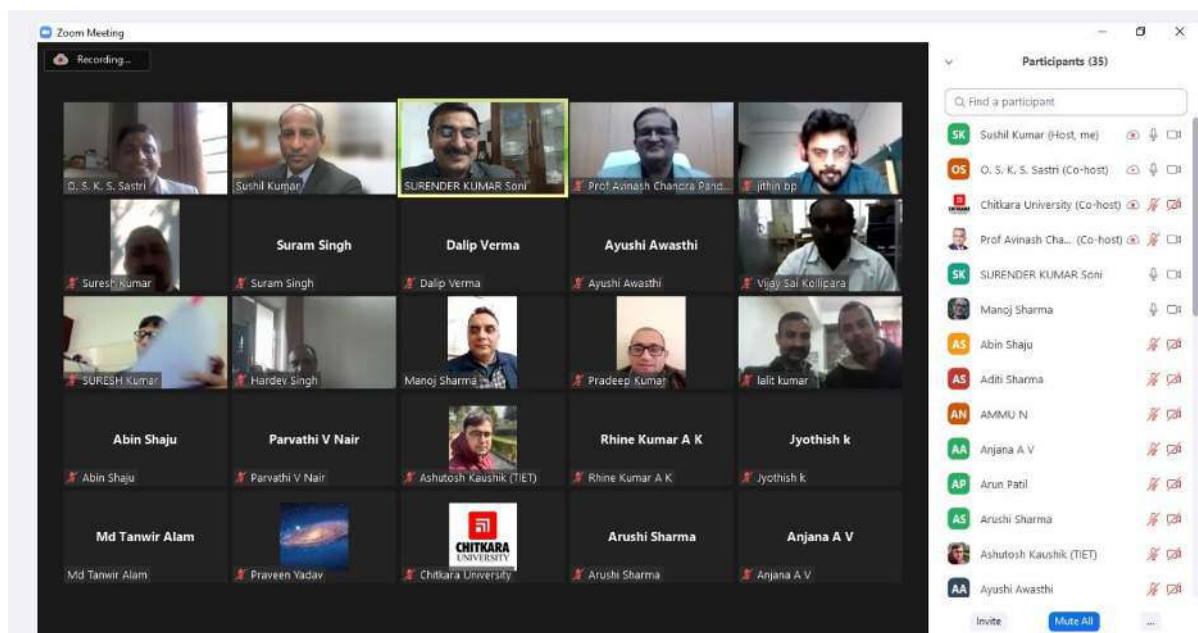 Zoom Meeting
Recording...
O. S. K. S. Sastri
Sushil Kumar
SURENDER KUMAR Soni
Prof Avinash Chandra Pand...
jithin bp
Suresh Kumar
Suram Singh
Suram Singh
Dalip Verma
Dalip Verma
Ayushi Awasthi
Ayushi Awasthi
Vijay Sai Kollipara
SURESH Kumar
Hardev Singh
Manoj Sharma
Pradeep Kumar
lalit kumar
Abin Shaju
Abin Shaju
Parvathi V Nair
Parvathi V Nair
Ashutosh Kaushik (TIET)
Rhine Kumar A K
Rhine Kumar A K
Jyothish k
Jyothish k
Md Tanwir Alam
Md Tanwir Alam
Praveen Yadav
CHITKARA
UNIVERSITY
Chitkara University
Arushi Sharma
Arushi Sharma
Anjana A V
Anjana A V
Participants (35)
Find a participant
SK Sushil Kumar (Host, me)
OS O. S. K. S. Sastri (Co-host)
CHITKARA Chitkara University (Co-host)
Prof Avinash Cha... (Co-host)
SK SURENDER KUMAR Soni
Manoj Sharma
AS Abin Shaju
AS Aditi Sharma
AN AMMU N
AA Anjana A V
AP Arun Patil
AS Arushi Sharma
Ashutosh Kaushik (TIET)
AA Ayushi Awasthi
Invite
Mute All
...